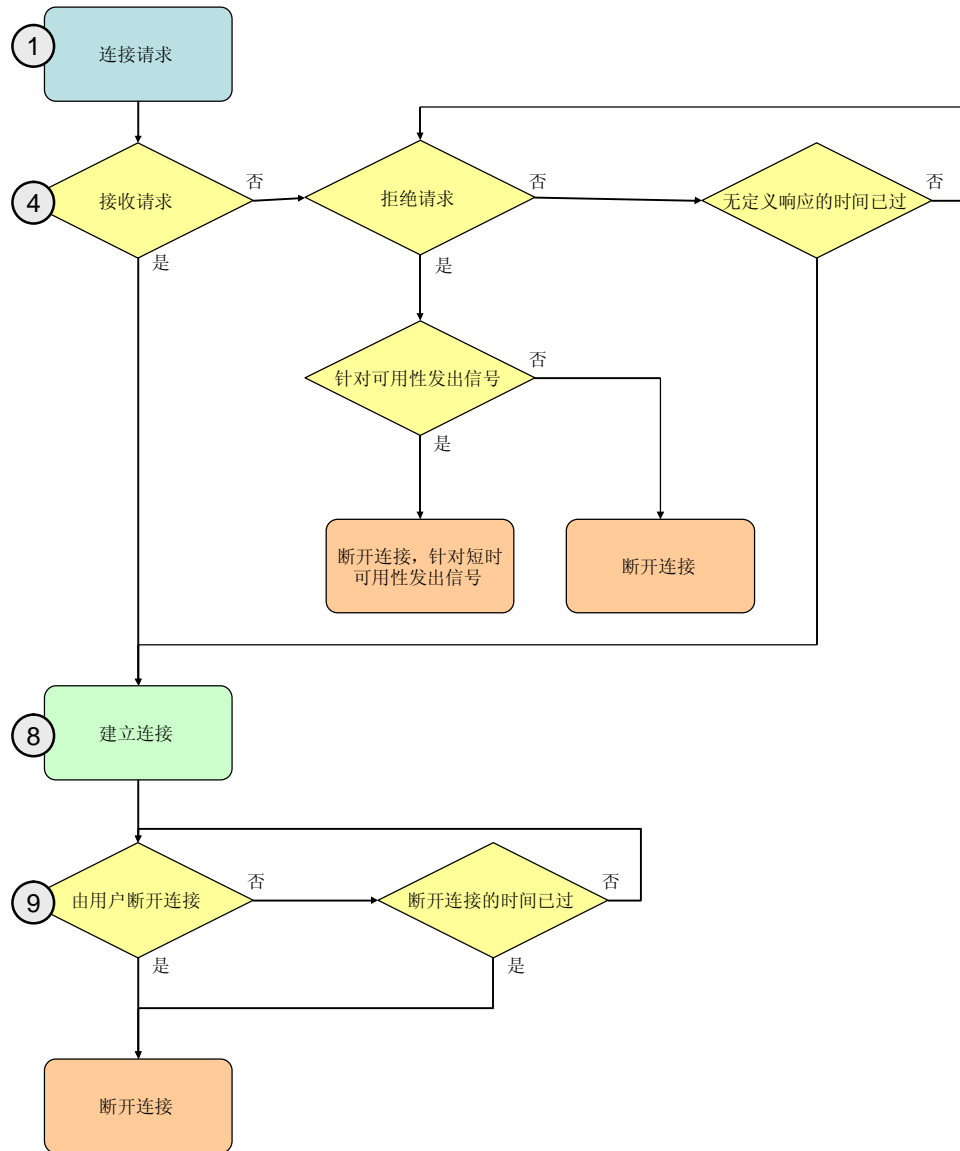 1
连接请求
4
接收请求
否
拒绝请求
否
无定义响应的时间已过
否
是
是
针对可用性发出信号
否
是
断开连接，针对短时
可用性发出信号
断开连接
8
建立连接
9
由用户断开连接
否
断开连接的时间已过
否
是
是
断开连接